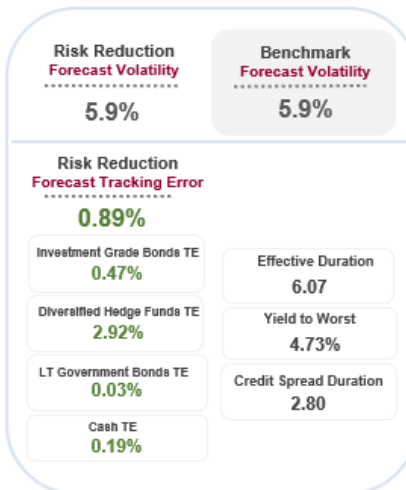 Risk Reduction
Forecast Volatility
5.9%
Benchmark
Forecast Volatility
5.9%
Risk Reduction
Forecast Tracking Error
0.89%
Investment Grade Bonds TE
0.47%
Diversified Hedge Funds TE
2.92%
LT Government Bonds TE
0.03%
Cash TE
0.19%
Effective Duration
6.07
Yield to Worst
4.73%
Credit Spread Duration
2.80